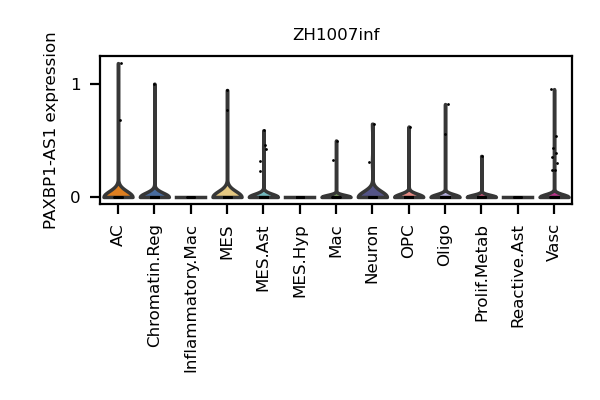 ZH1007inf
PAXBP1-AS1 expression
1
0
AC
Chromatin.Reg
Inflammatory.Mac
MES
MES.Ast
MES.Hyp
Mac
Neuron
OPC
Oligo
Prolif.Metab
Reactive.Ast
Vasc